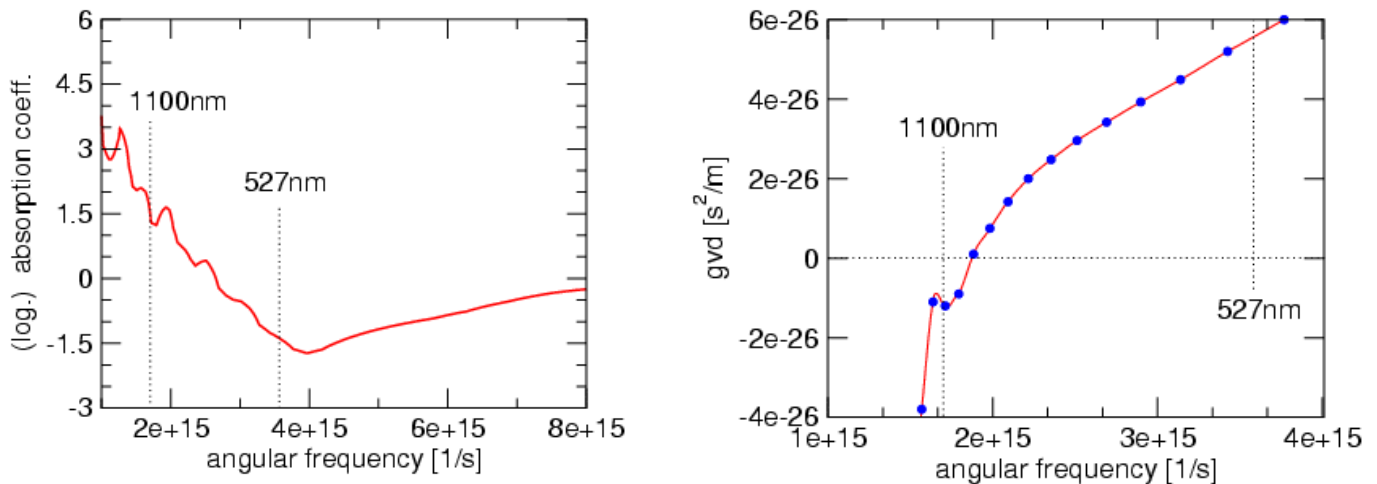 6
4.5
3
1.5
0
-1.5
-3
(log.) absorption coeff.
1100nm
527nm
2e+15 4e+15 6e+15 8e+15
angular frequency [1/s]
6e-26
4e-26
2e-26
0
-2e-26
-4e-26
gvd [s²/m]
1100nm
527nm
1e+15 2e+15 3e+15 4e+15
angular frequency [1/s]